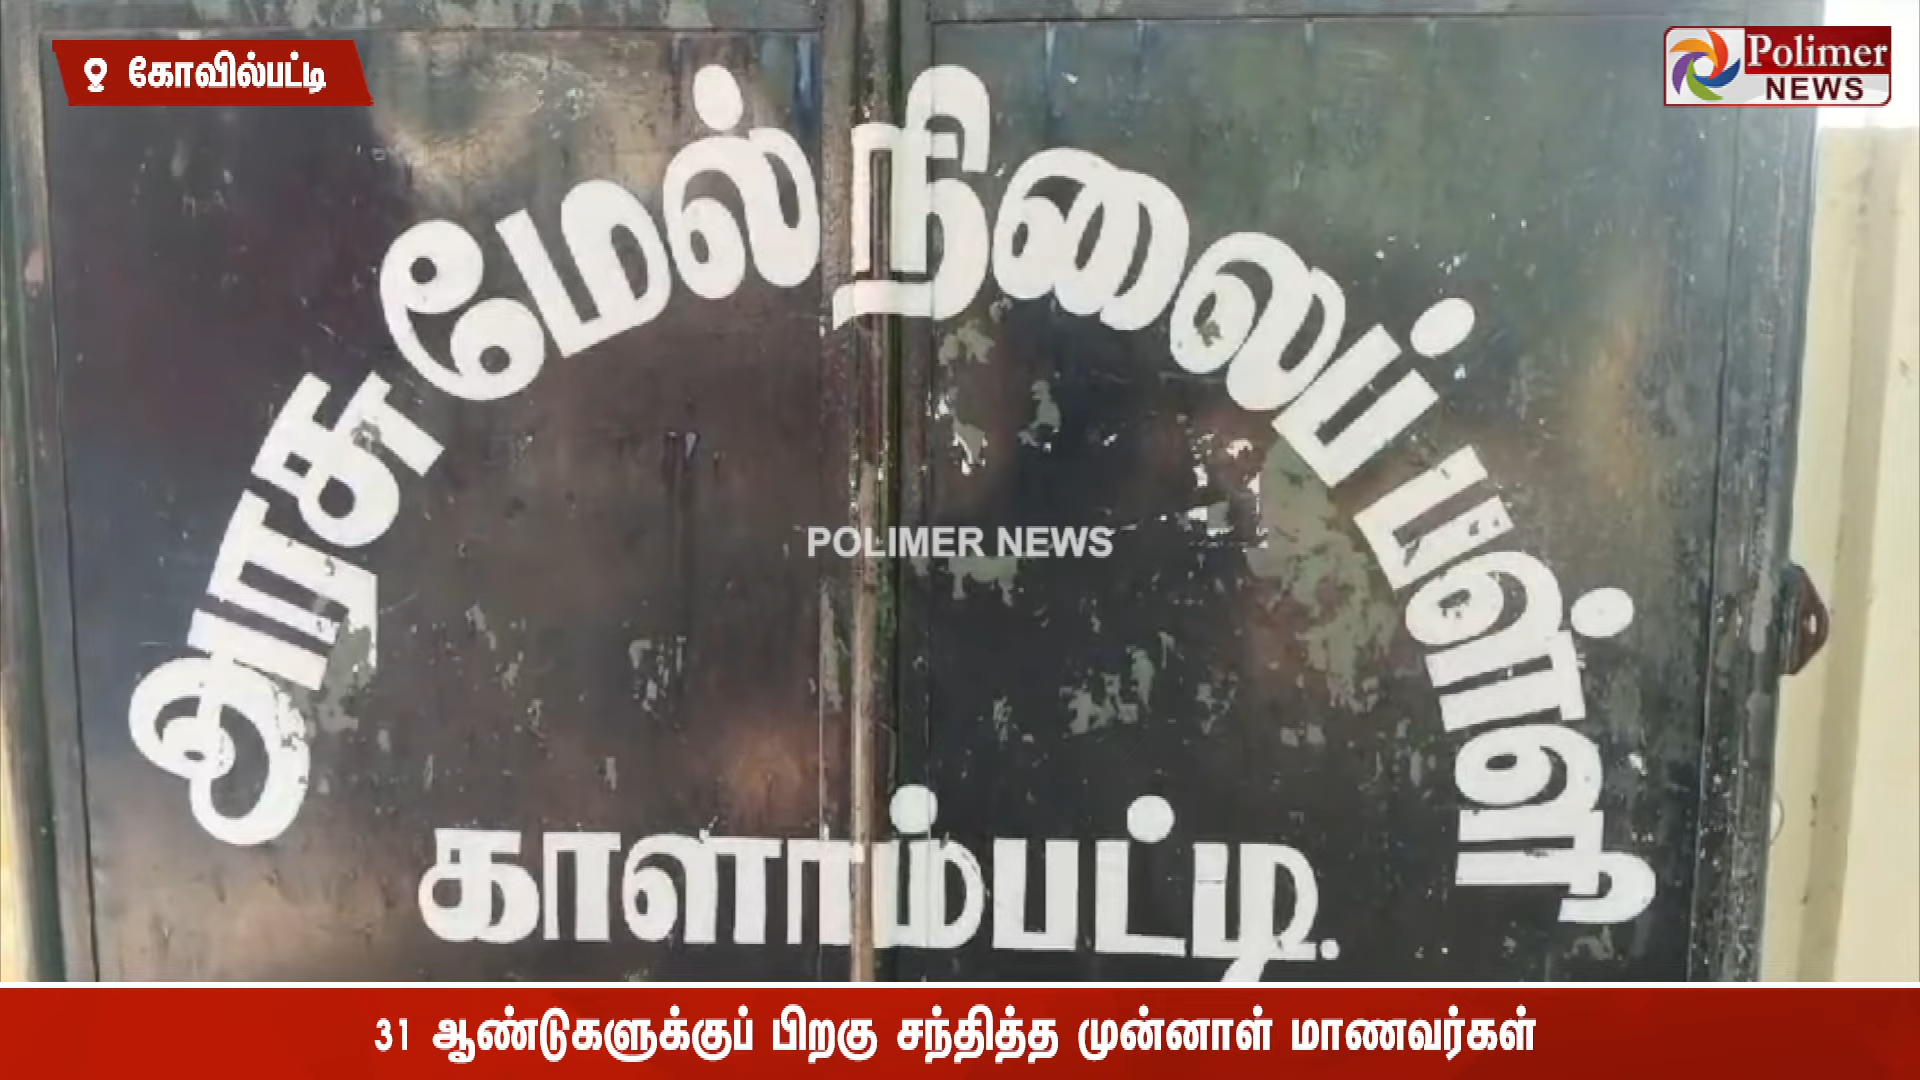 கோவில்பட்டி
Polimer
NEWS
அரசு மேல் நிலைப் பள்ளி
POLIMER NEWS
காளாம்பட்டி.
31 ஆண்டுகளுக்குப் பிறகு சந்தித்த முன்னாள் மாணவர்கள்